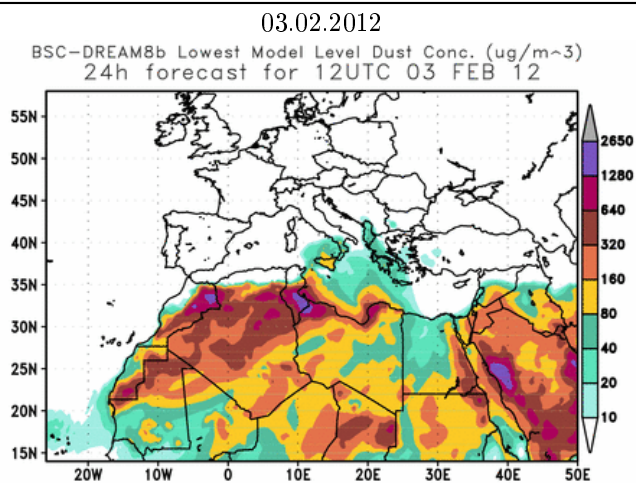 03.02.2012
BSC-DREAM8b Lowest Model Level Dust Conc. (ug/m^3)
24h forecast for 12UTC 03 FEB 12
55N
50N
45N
40N
35N
30N
25N
20N
15N
20W 10W 0 10E 20E 30E 40E 50E
2650
1280
640
320
160
80
40
20
10